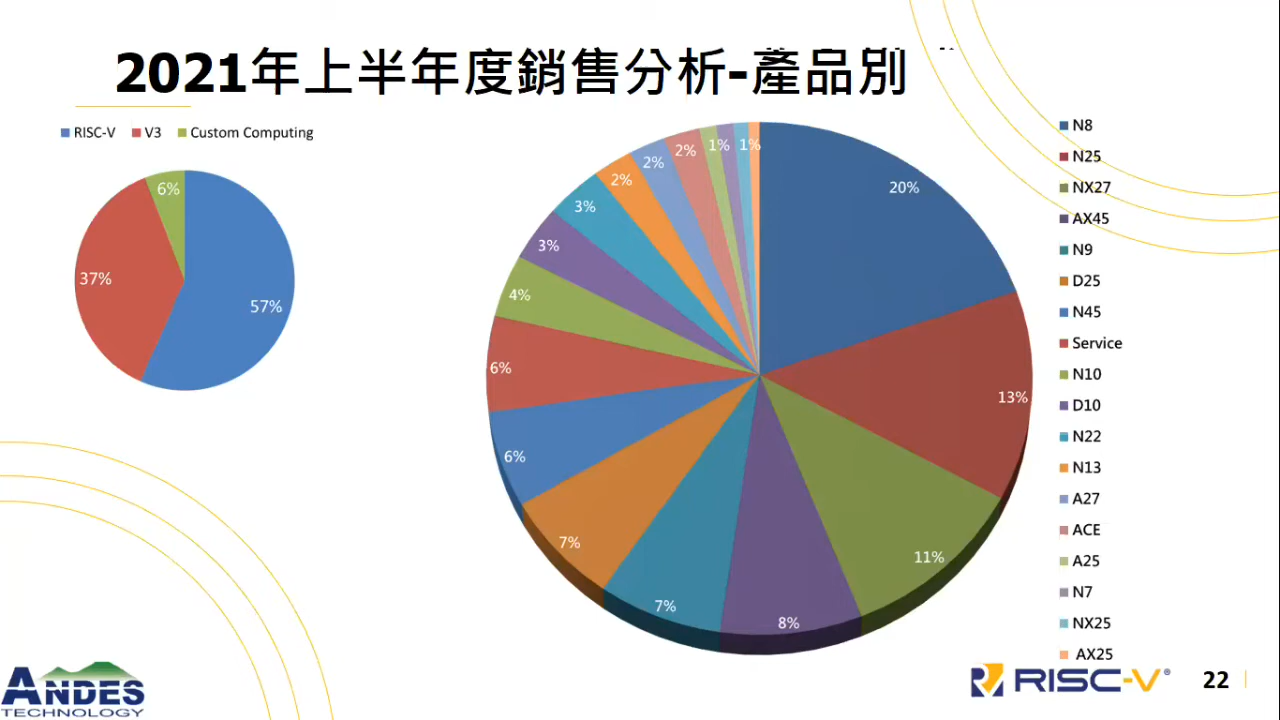 2021年上半年度銷售分析-產品別
RISC-V V3 Custom Computing
6%
37%
57%
20%
13%
11%
8%
7%
7%
6%
6%
4%
3%
3%
2%
2%
2%
1%
1%
N8
N25
NX27
AX45
N9
D25
N45
Service
N10
D10
N22
N13
A27
ACE
A25
N7
NX25
AX25
ANDES
TECHNOLOGY
RISC-V®
22